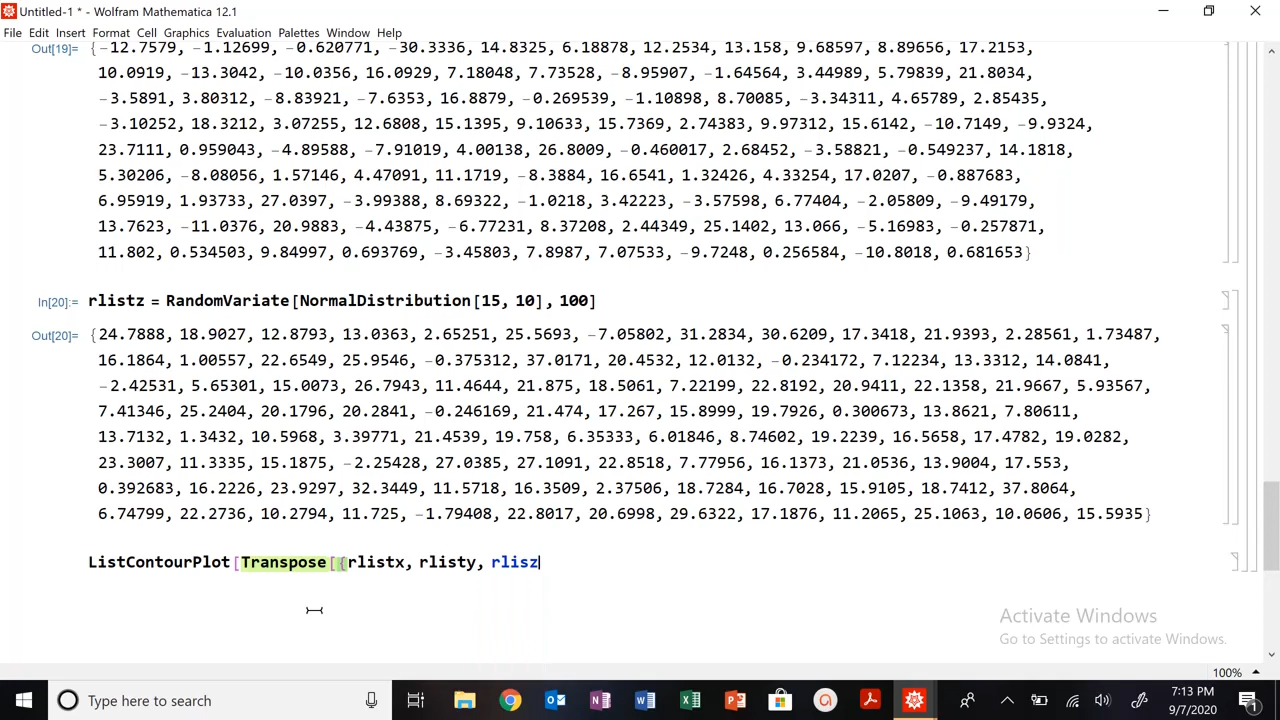 Untitled-1 * - Wolfram Mathematica 12.1
File Edit Insert Format Cell Graphics Evaluation Palettes Window Help
Out[19]= {-12.7579, -1.12699, -0.620771, -30.3336, 14.8325, 6.18878, 12.2534, 13.158, 9.68597, 8.89656, 17.2153,
10.0919, -13.3042, -10.0356, 16.0929, 7.18048, 7.73528, -8.95907, -1.64564, 3.44989, 5.79839, 21.8034,
-3.5891, 3.80312, -8.83921, -7.6353, 16.8879, -0.269539, -1.10898, 8.70085, -3.34311, 4.65789, 2.85435,
-3.10252, 18.3212, 3.07255, 12.6808, 15.1395, 9.10633, 15.7369, 2.74383, 9.97312, 15.6142, -10.7149, -9.9324,
23.7111, 0.959043, -4.89588, -7.91019, 4.00138, 26.8009, -0.460017, 2.68452, -3.58821, -0.549237, 14.1818,
5.30206, -8.08056, 1.57146, 4.47091, 11.1719, -8.3884, 16.6541, 1.32426, 4.33254, 17.0207, -0.887683,
6.95919, 1.93733, 27.0397, -3.99388, 8.69322, -1.0218, 3.42223, -3.57598, 6.77404, -2.05809, -9.49179,
13.7623, -11.0376, 20.9883, -4.43875, -6.77231, 8.37208, 2.44349, 25.1402, 13.066, -5.16983, -0.257871,
11.802, 0.534503, 9.84997, 0.693769, -3.45803, 7.8987, 7.07533, -9.7248, 0.256584, -10.8018, 0.681653}
In[20]:= rlistz = RandomVariate[NormalDistribution[15, 10], 100]
Out[20]= {24.7888, 18.9027, 12.8793, 13.0363, 2.65251, 25.5693, -7.05802, 31.2834, 30.6209, 17.3418, 21.9393, 2.28561, 1.73487,
16.1864, 1.00557, 22.6549, 25.9546, -0.375312, 37.0171, 20.4532, 12.0132, -0.234172, 7.12234, 13.3312, 14.0841,
-2.42531, 5.65301, 15.0073, 26.7943, 11.4644, 21.875, 18.5061, 7.22199, 22.8192, 20.9411, 22.1358, 21.9667, 5.93567,
7.41346, 25.2404, 20.1796, 20.2841, -0.246169, 21.474, 17.267, 15.8999, 19.7926, 0.300673, 13.8621, 7.80611,
13.7132, 1.3432, 10.5968, 3.39771, 21.4539, 19.758, 6.35333, 6.01846, 8.74602, 19.2239, 16.5658, 17.4782, 19.0282,
23.3007, 11.3335, 15.1875, -2.25428, 27.0385, 27.1091, 22.8518, 7.77956, 16.1373, 21.0536, 13.9004, 17.553,
0.392683, 16.2226, 23.9297, 32.3449, 11.5718, 16.3509, 2.37506, 18.7284, 16.7028, 15.9105, 18.7412, 37.8064,
6.74799, 22.2736, 10.2794, 11.725, -1.79408, 22.8017, 20.6998, 29.6322, 17.1876, 11.2065, 25.1063, 10.0606, 15.5935}
ListContourPlot[Transpose[{rlistx, rlisty, rlisz
Activate Windows
Go to Settings to activate Windows.
100%
Type here to search
7:13 PM
9/7/2020
1